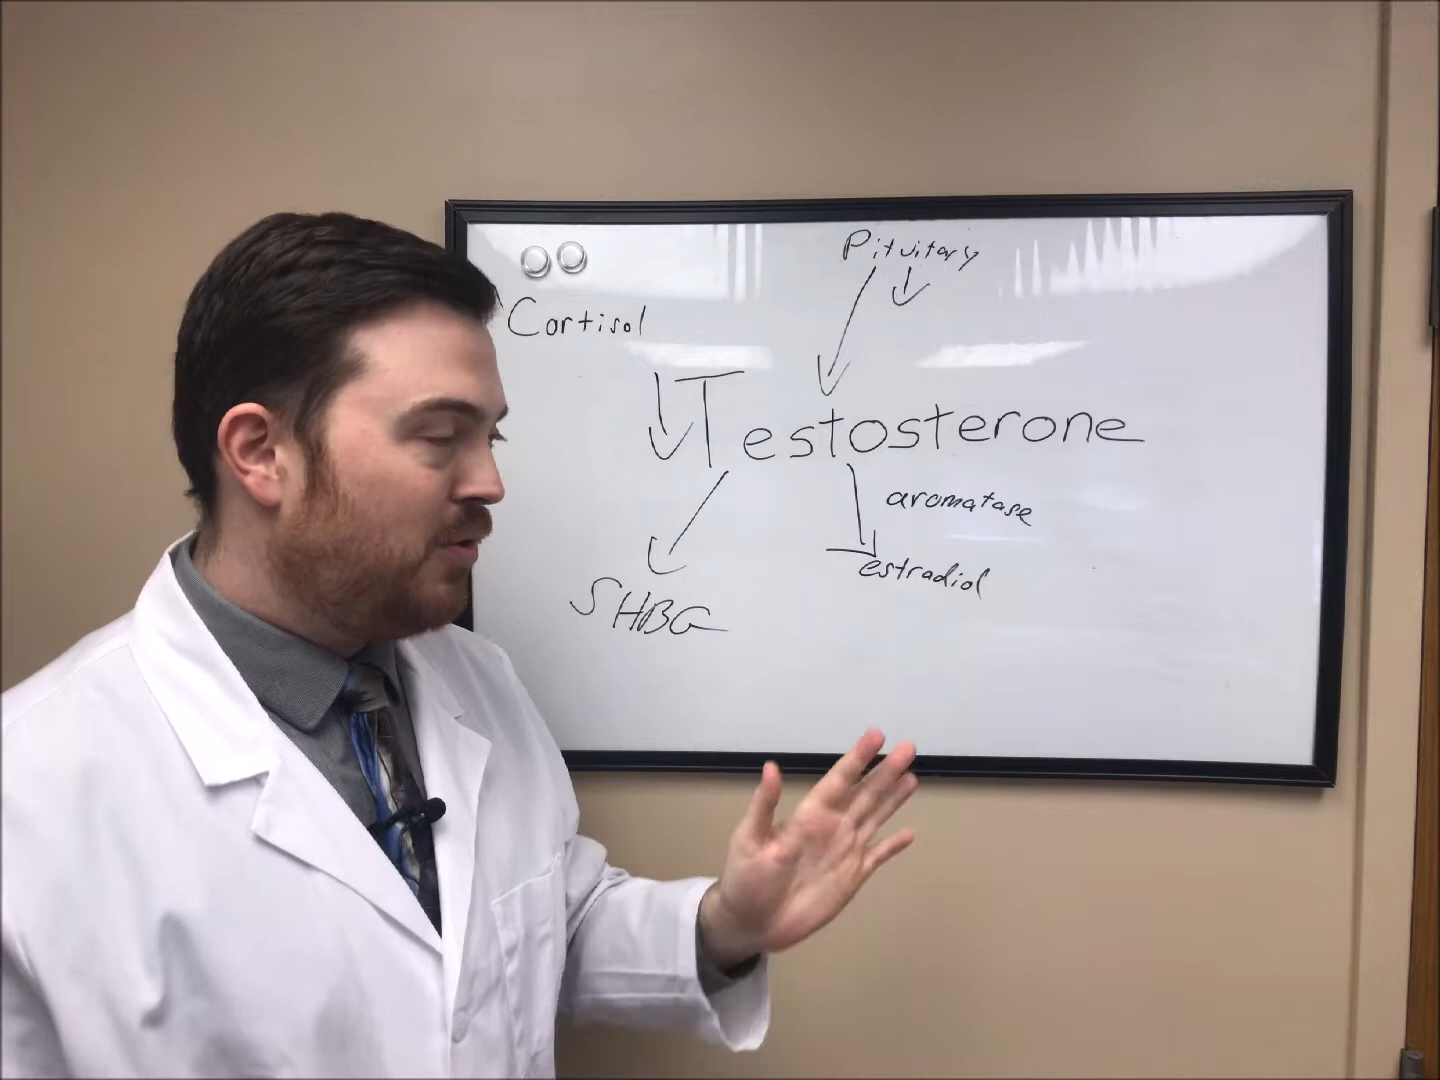 Pituitary
Cortisol
Testosterone
aromatase
estradiol
SHBG